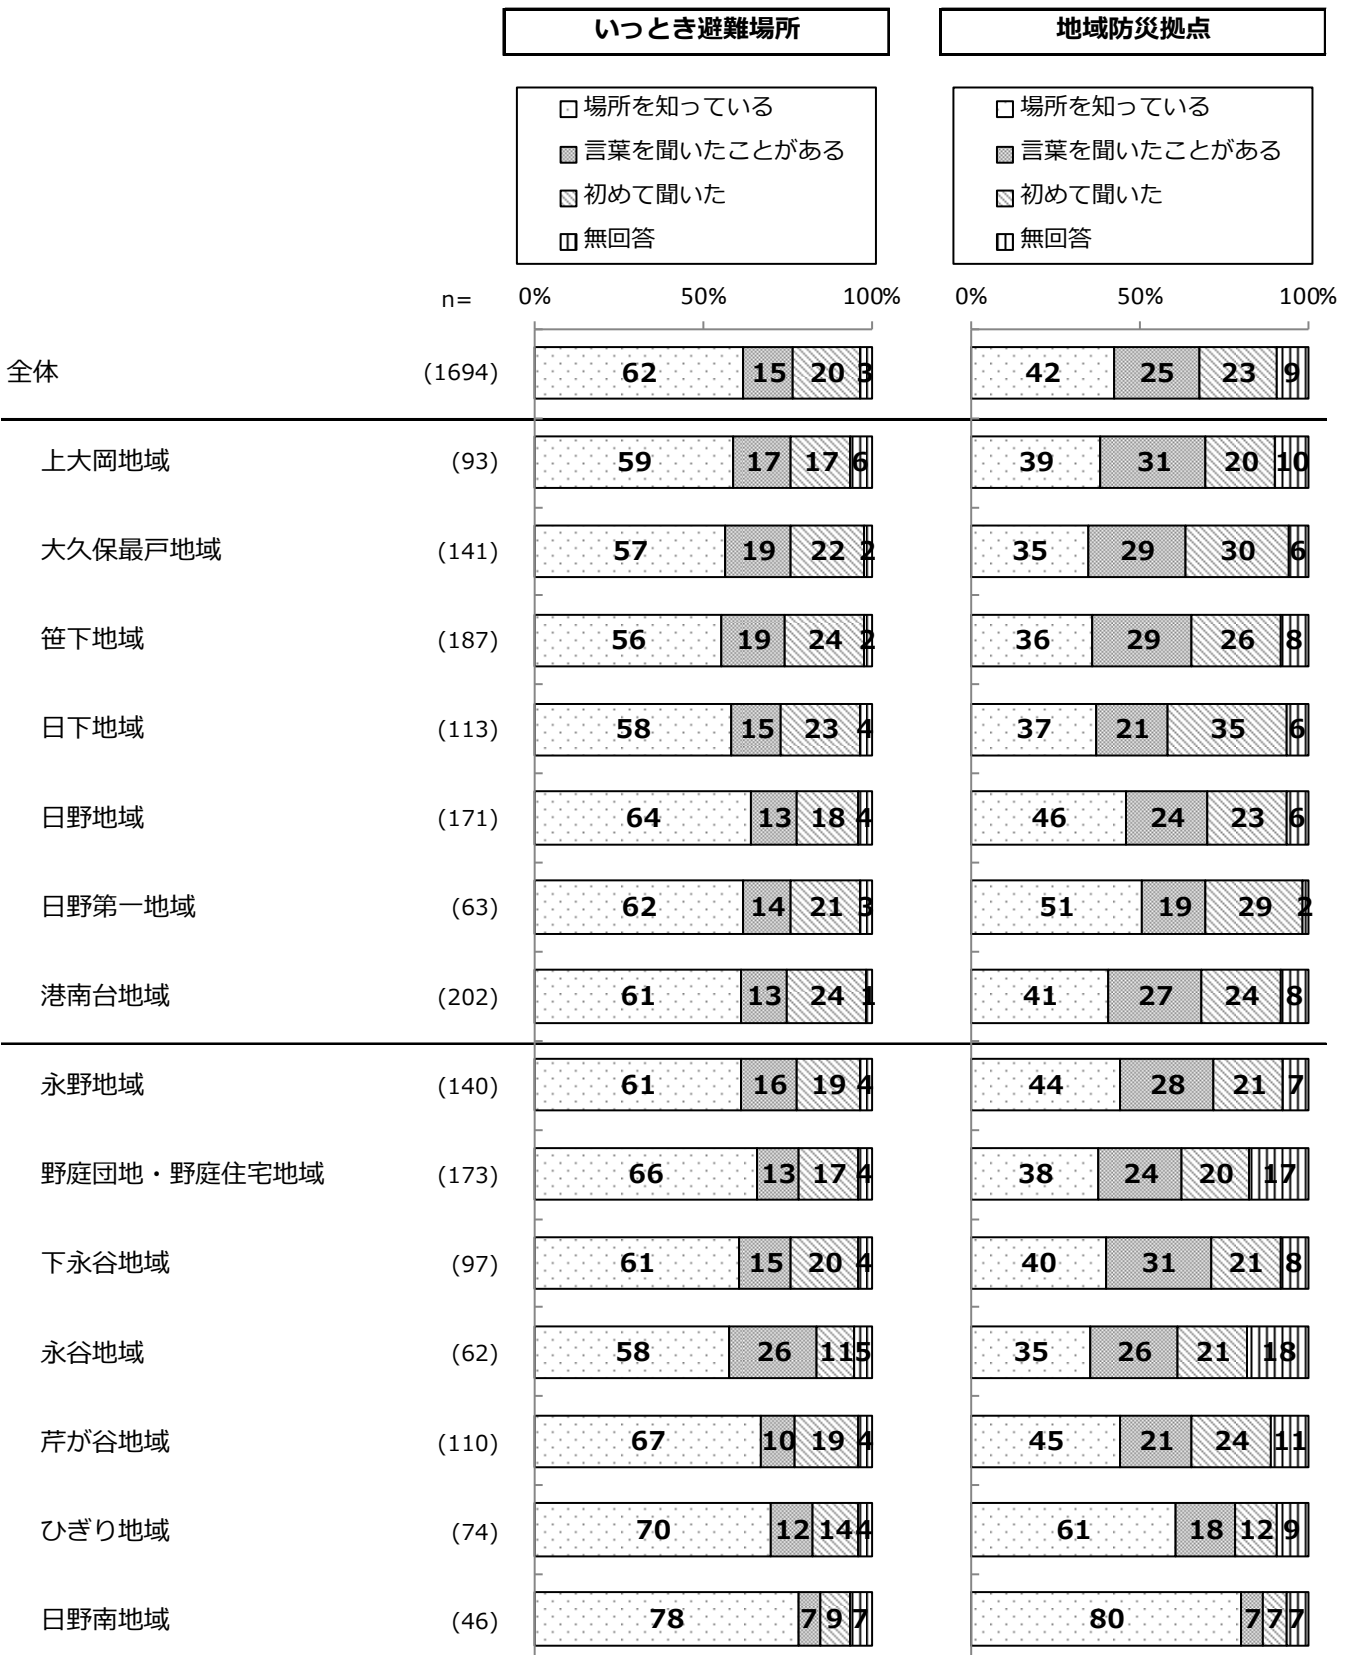 いっとき避難場所 地域防災拠点
場所を知っている 場所を知っている
言葉を聞いたことがある 言葉を聞いたことがある
初めて聞いた 初めて聞いた
無回答 無回答
n= 0% 50% 100% 0% 50% 100%
全体 (1694) 62 15 20 3 42 25 23 9
上大岡地域 (93) 59 17 17 6 39 31 20 10
大久保最戸地域 (141) 57 19 22 2 35 29 30 6
笹下地域 (187) 56 19 24 2 36 29 26 8
日下地域 (113) 58 15 23 4 37 21 35 6
日野地域 (171) 64 13 18 4 46 24 23 6
日野第一地域 (63) 62 14 21 3 51 19 29 2
港南台地域 (202) 61 13 24 1 41 27 24 8
永野地域 (140) 61 16 19 4 44 28 21 7
野庭団地・野庭住宅地域 (173) 66 13 17 4 38 24 20 17
下永谷地域 (97) 61 15 20 4 40 31 21 8
永谷地域 (62) 58 26 11 5 35 26 21 18
芹が谷地域 (110) 67 10 19 4 45 21 24 11
ひぎり地域 (74) 70 12 14 4 61 18 12 9
日野南地域 (46) 78 7 9 7 80 7 7 7